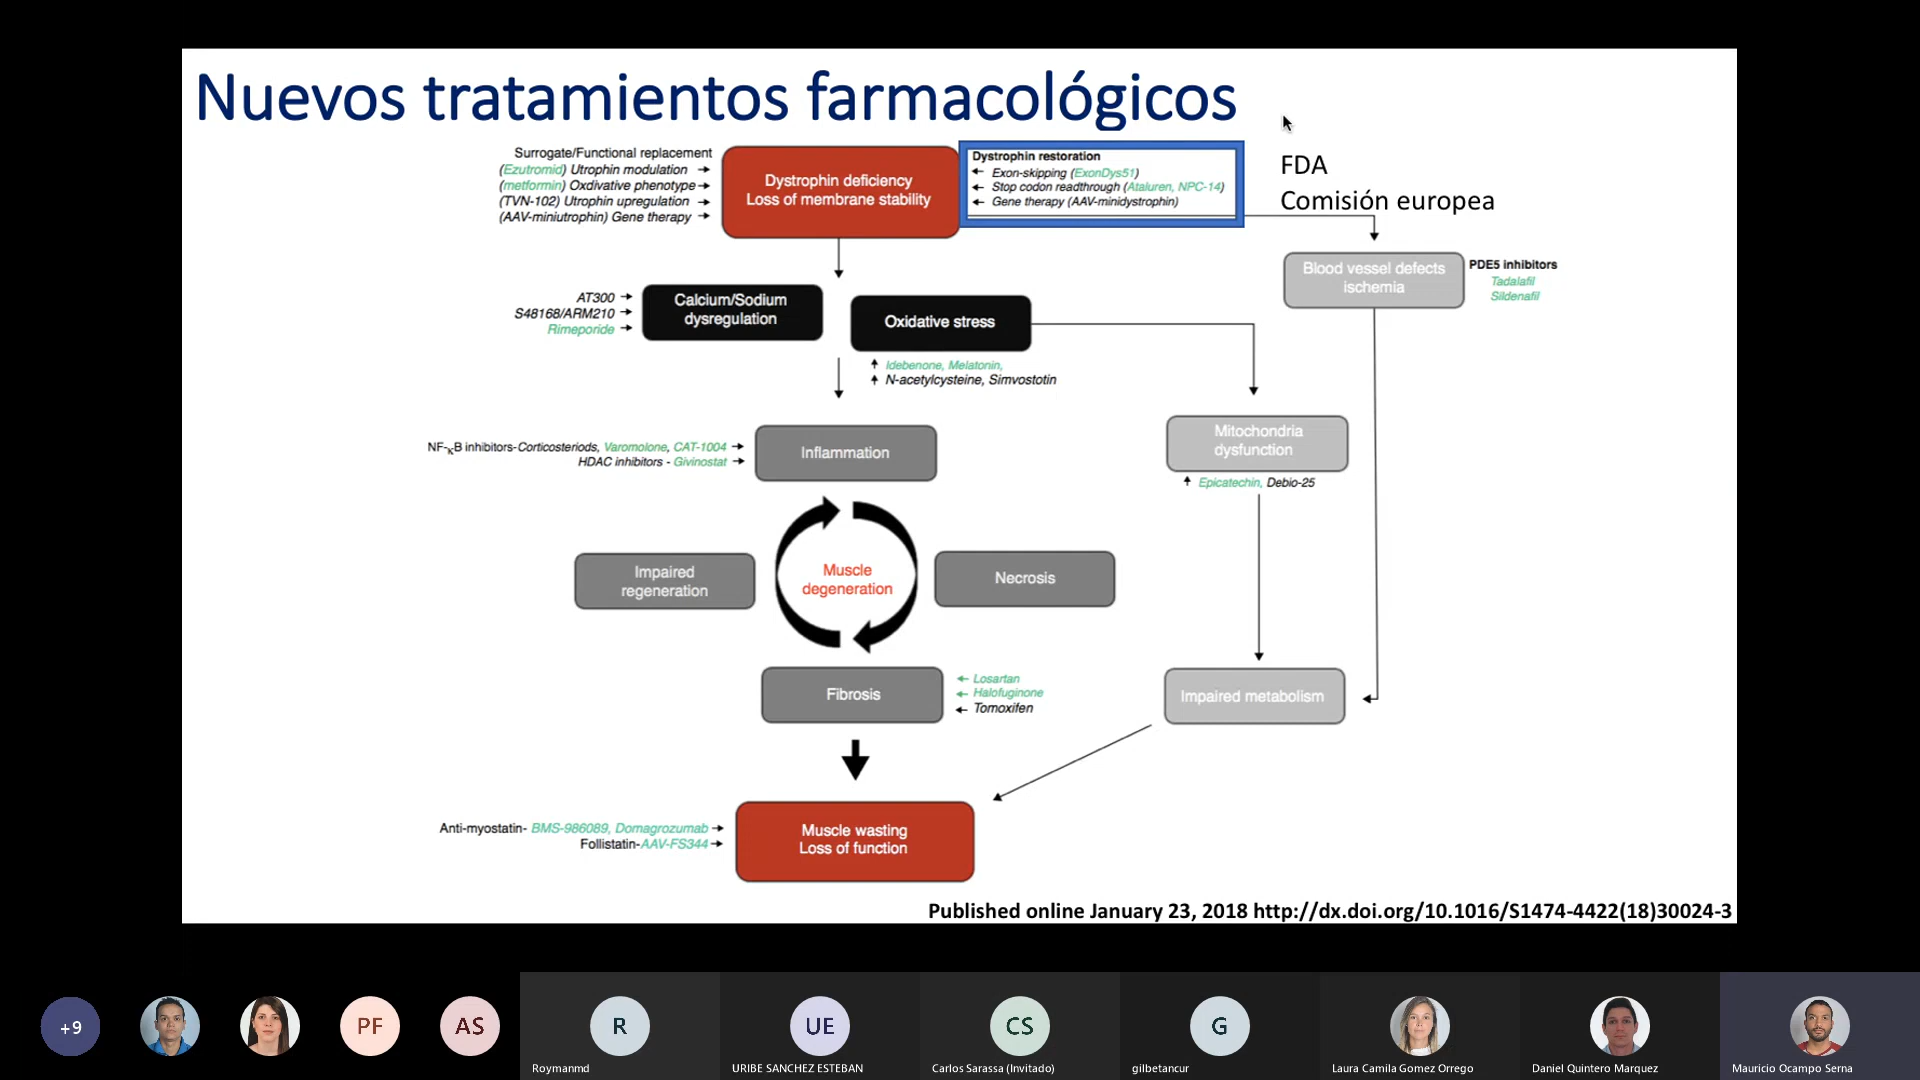 Nuevos tratamientos farmacológicos
Surrogate/Functional replacement
(Ezutromid) Utrophin modulation
(metformin) Oxdivative phenotype
(TVN-102) Utrophin upregulation
(AAV-miniutrophin) Gene therapy
Dystrophin deficiency
Loss of membrane stability
Dystrophin restoration
Exon-skipping (ExonDys51)
Stop codon readthrough (Ataluren, NPC-14)
Gene therapy (AAV-minidystrophin)
FDA
Comisión europea
Blood vessel defects
ischemia
PDE5 inhibitors
Tadalafil
Sildenafil
AT300
S48168/ARM210
Rimeporide
Calcium/Sodium
dysregulation
Oxidative stress
Idebenone, Melatonin,
N-acetylcysteine, Simvostotin
NF-κB inhibitors-Corticosteriods, Varomolone, CAT-1004
HDAC inhibitors - Givinostat
Inflammation
Mitochondria
dysfunction
Epicatechin, Debio-25
Impaired
regeneration
Muscle
degeneration
Necrosis
Fibrosis
Losartan
Halofuginone
Tomoxifen
Impaired metabolism
Anti-myostatin- BMS-986089, Domagrozumab
Follistatin-AAV-FS344
Muscle wasting
Loss of function
Published online January 23, 2018 http://dx.doi.org/10.1016/S1474-4422(18)30024-3
+9
PF
AS
R
UE
CS
G
Roymanmd
URIBE SANCHEZ ESTEBAN
Carlos Sarassa (Invitado)
gilbetancur
Laura Camila Gomez Orrego
Daniel Quintero Marquez
Mauricio Ocampo Serna